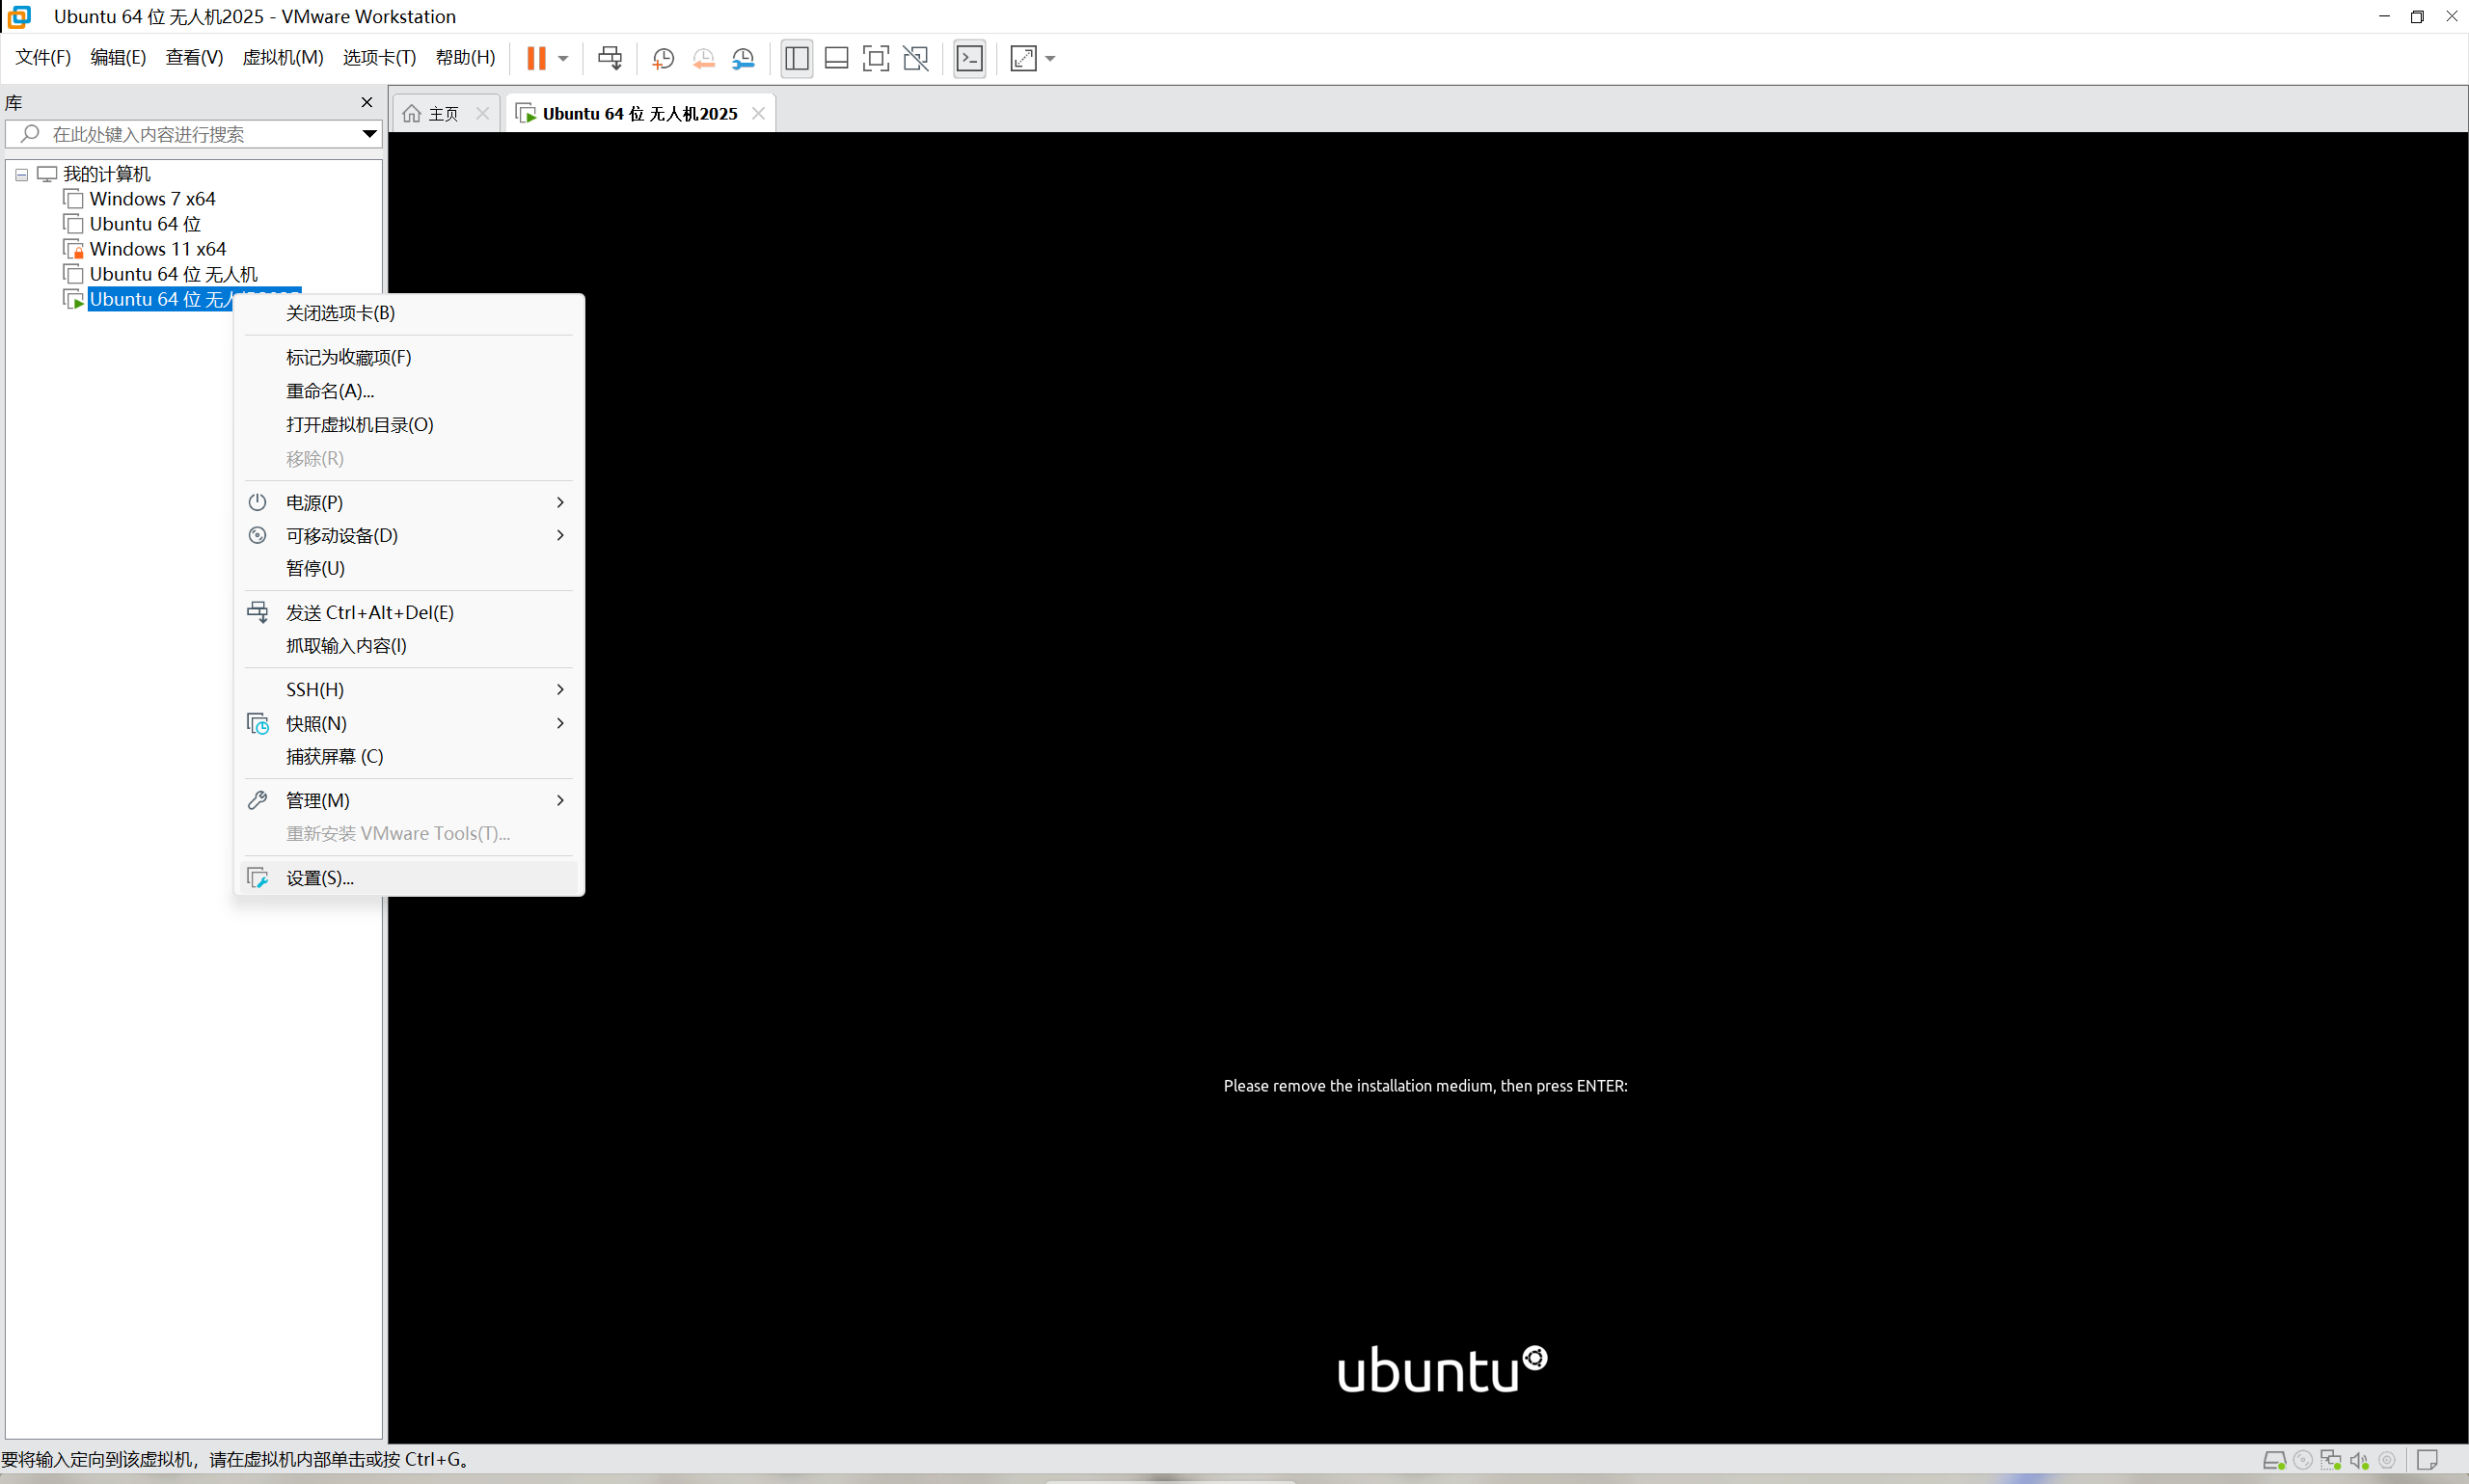 Ubuntu 64 位 无人机2025 - VMware Workstation
文件(F) 编辑(E) 查看(V) 虚拟机(M) 选项卡(T) 帮助(H)
库
主页
Ubuntu 64 位 无人机2025
在此处键入内容进行搜索
我的计算机
Windows 7 x64
Ubuntu 64 位
Windows 11 x64
Ubuntu 64 位 无人机
Ubuntu 64 位 无人
关闭选项卡(B)
标记为收藏项(F)
重命名(A)...
打开虚拟机目录(O)
移除(R)
电源(P)
可移动设备(D)
暂停(U)
发送 Ctrl+Alt+Del(E)
抓取输入内容(I)
SSH(H)
快照(N)
捕获屏幕 (C)
管理(M)
重新安装 VMware Tools(T)...
设置(S)...
Please remove the installation medium, then press ENTER:
ubuntu
要将输入定向到该虚拟机，请在虚拟机内部单击或按 Ctrl+G。